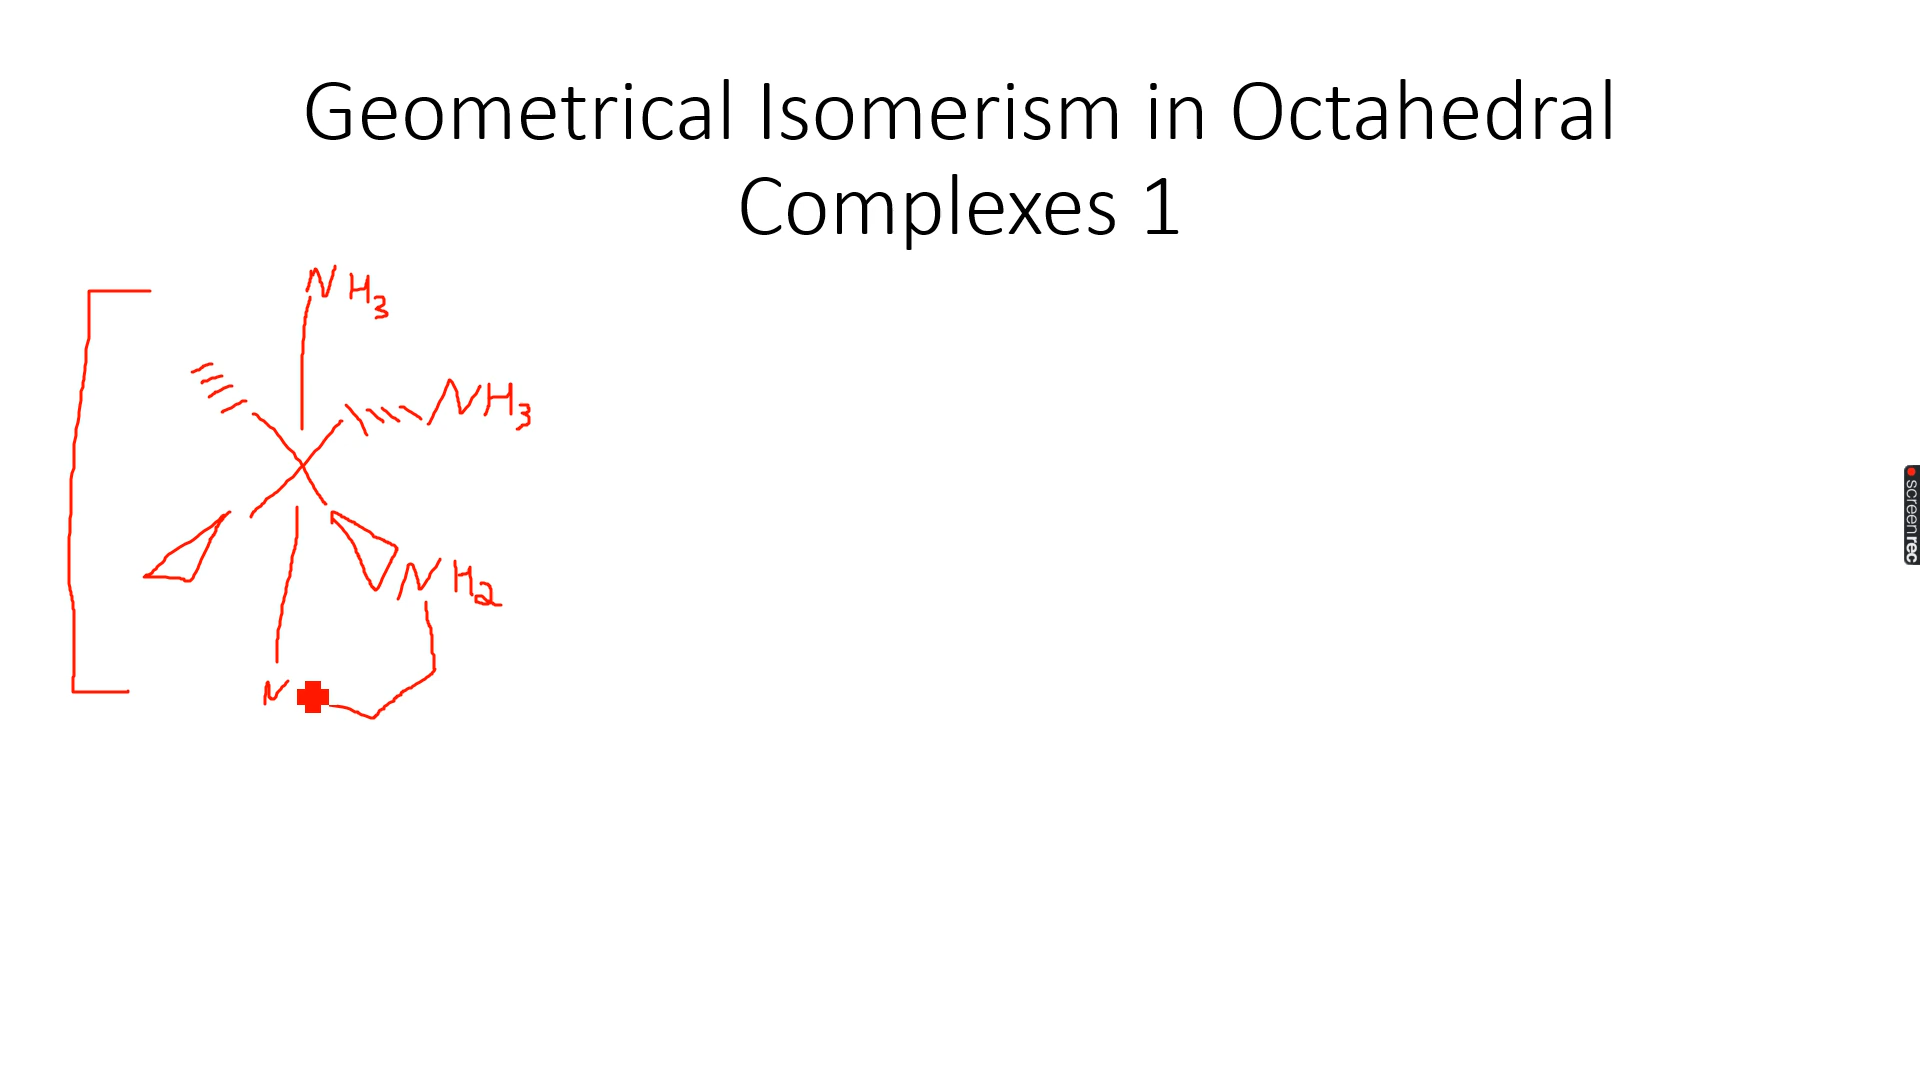 Geometrical Isomerism in Octahedral
Complexes 1
NH3
NH3
NH2
N
screenrec